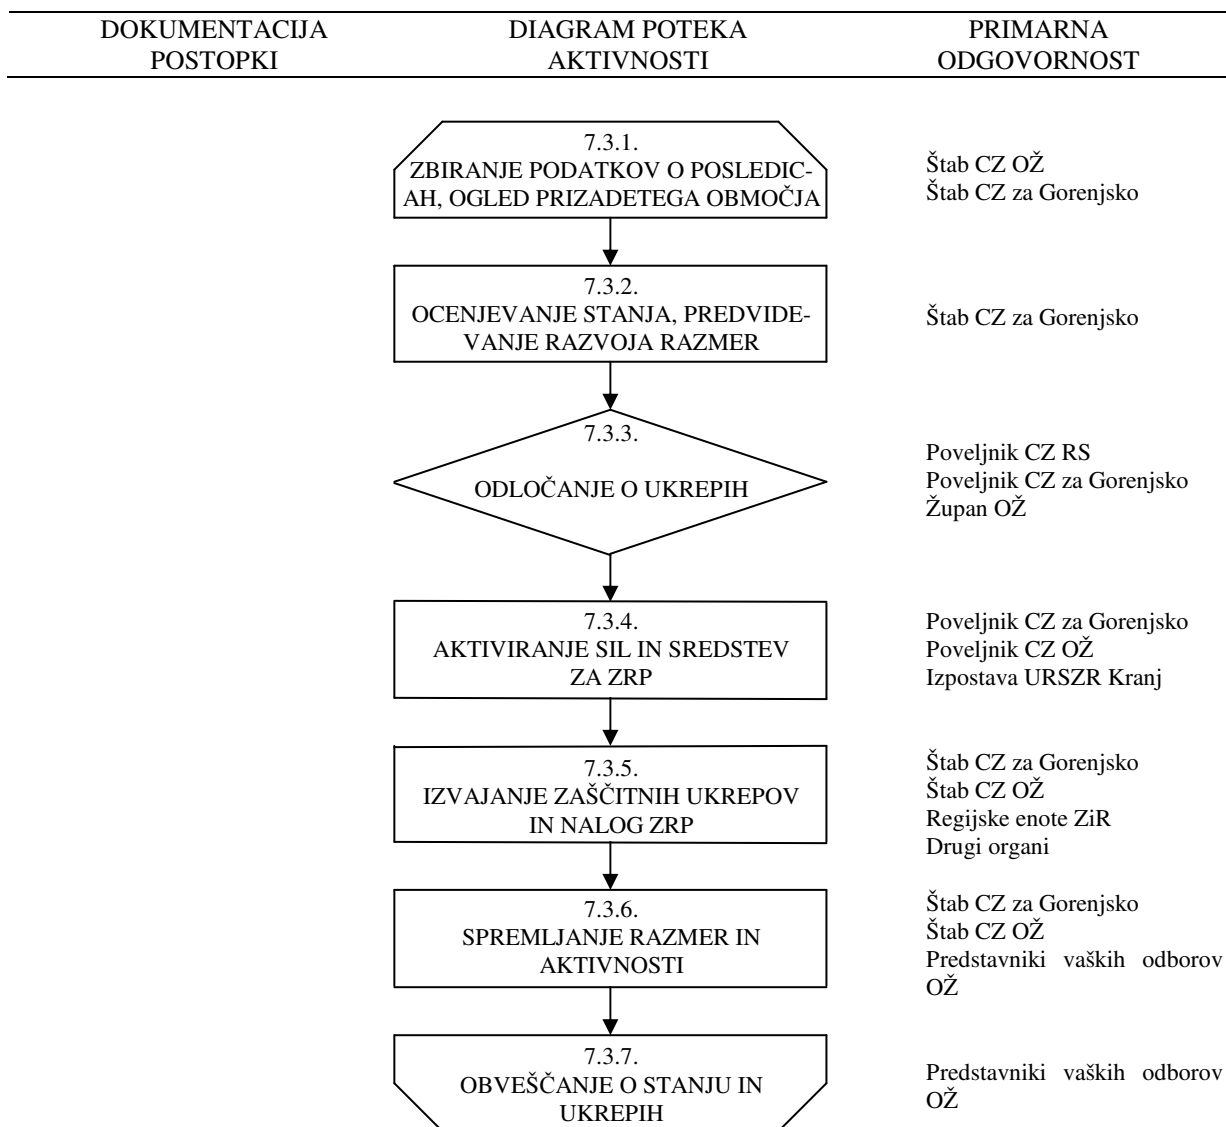 DOKUMENTACIJA
POSTOPKI
DIAGRAM POTEKA
AKTIVNOSTI
PRIMARNA
ODGOVORNOST
7.3.1.
ZBIRANJE PODATKOV O POSLEDIC-
AH, OGLED PRIZADETEGA OBMOČJA
Štab CZ OŽ
Štab CZ za Gorenjsko
7.3.2.
OCENJEVANJE STANJA, PREDVIDE-
VANJE RAZVOJA RAZMER
Štab CZ za Gorenjsko
7.3.3.
ODLOČANJE O UKREPIH
Poveljnik CZ RS
Poveljnik CZ za Gorenjsko
Župan OŽ
7.3.4.
AKTIVIRANJE SIL IN SREDSTEV
ZA ZRP
Poveljnik CZ za Gorenjsko
Poveljnik CZ OŽ
Izpostava URSZR Kranj
7.3.5.
IZVAJANJE ZAŠČITNIH UKREPOV
IN NALOG ZRP
Štab CZ za Gorenjsko
Štab CZ OŽ
Regijske enote ZiR
Drugi organi
7.3.6.
SPREMLJANJE RAZMER IN
AKTIVNOSTI
Štab CZ za Gorenjsko
Štab CZ OŽ
Predstavniki vaških odborov
OŽ
7.3.7.
OBVEŠČANJE O STANJU IN
UKREPIH
Predstavniki vaških odborov
OŽ